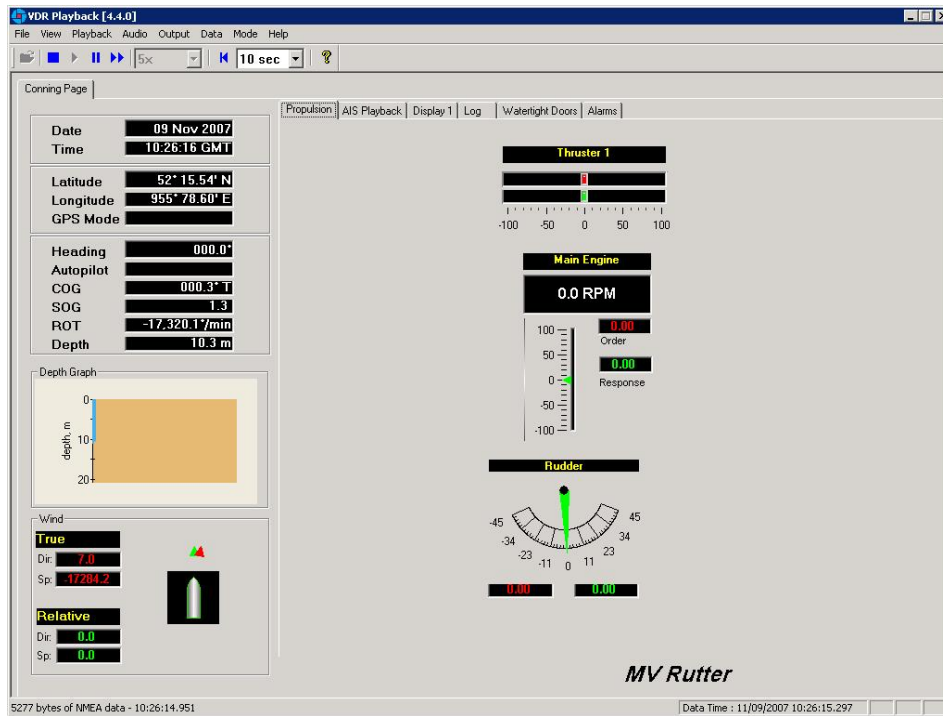 VDR Playback [4.4.0]
File View Playback Audio Output Data Mode Help
5x 10 sec
Conning Page
Propulsion AIS Playback Display 1 Log Watertight Doors Alarms
Date 09 Nov 2007
Time 10:26:16 GMT
Latitude 52° 15.54' N
Longitude 955° 78.60' E
GPS Mode
Heading 000.0°
Autopilot
COG 000.3° T
SOG 1.3
ROT -17,320.1°/min
Depth 10.3 m
Depth Graph
0
10
20
depth, m
Wind
True
Dir: 7.0
Sp: -17284.2
Relative
Dir: 0.0
Sp: 0.0
Thruster 1
-100 -50 0 50 100
Main Engine
0.0 RPM
100
50
0
-50
-100
0.00
Order
0.00
Response
Rudder
-45 -34 -23 -11 0 11 23 34 45
0.00 0.00
MV Rutter
5277 bytes of NMEA data - 10:26:14.951
Data Time : 11/09/2007 10:26:15.297